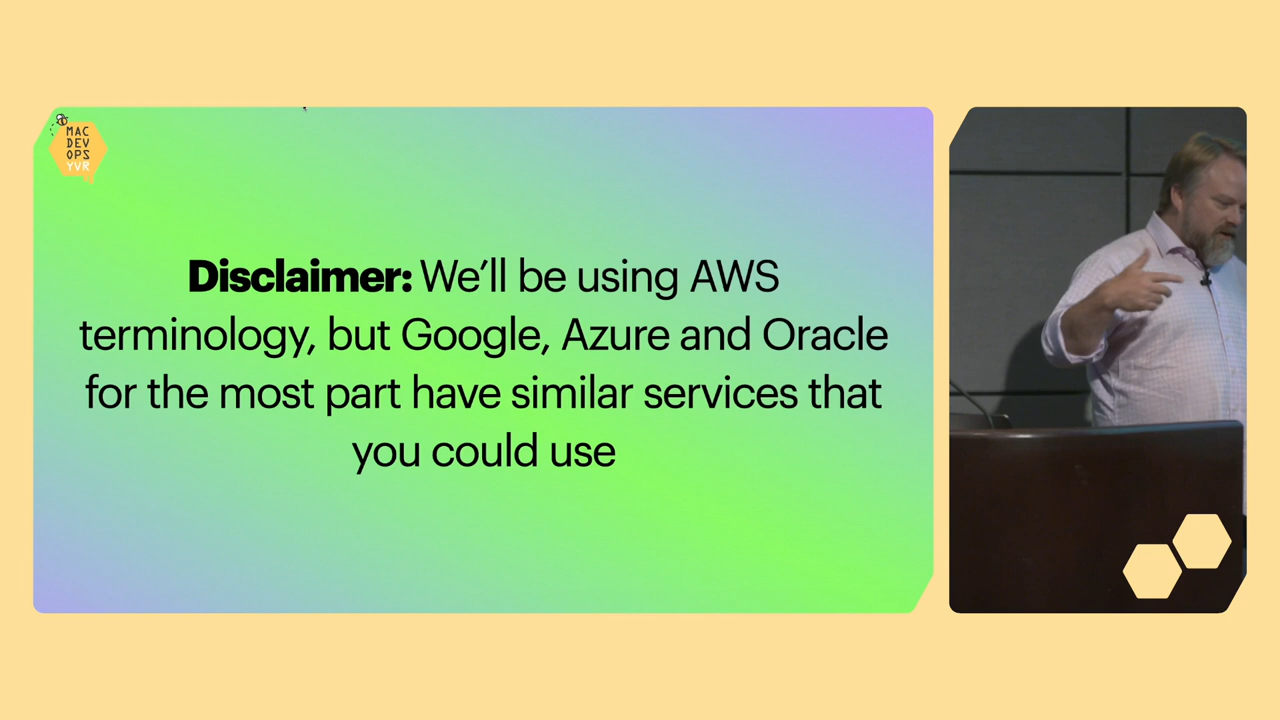 MAC
DEV
OPS
YVR
Disclaimer: We’ll be using AWS
terminology, but Google, Azure and Oracle
for the most part have similar services that
you could use